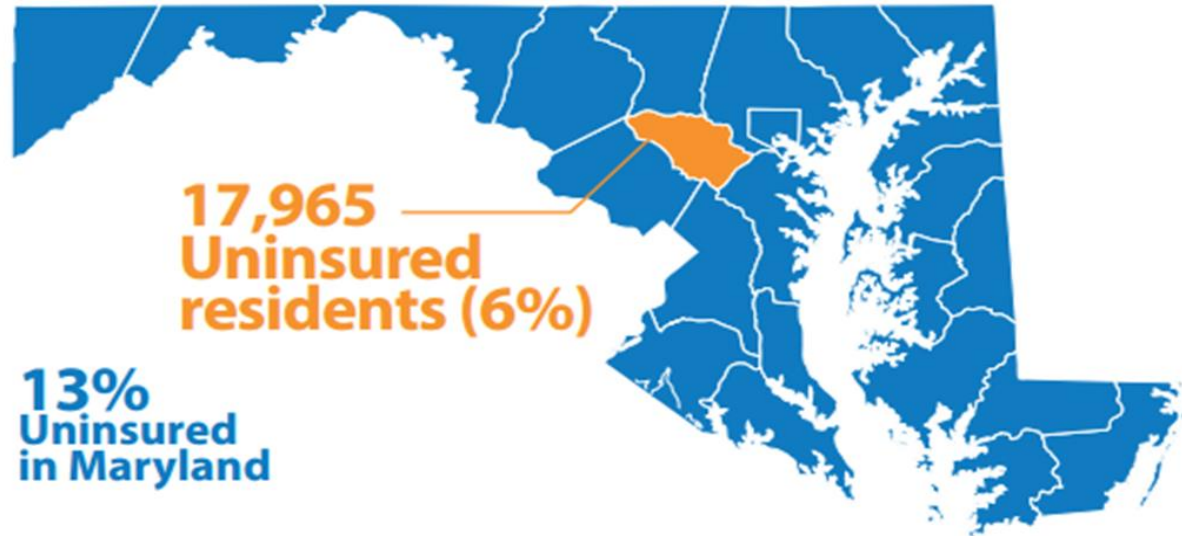 17,965
Uninsured
residents (6%)
13%
Uninsured
in Maryland